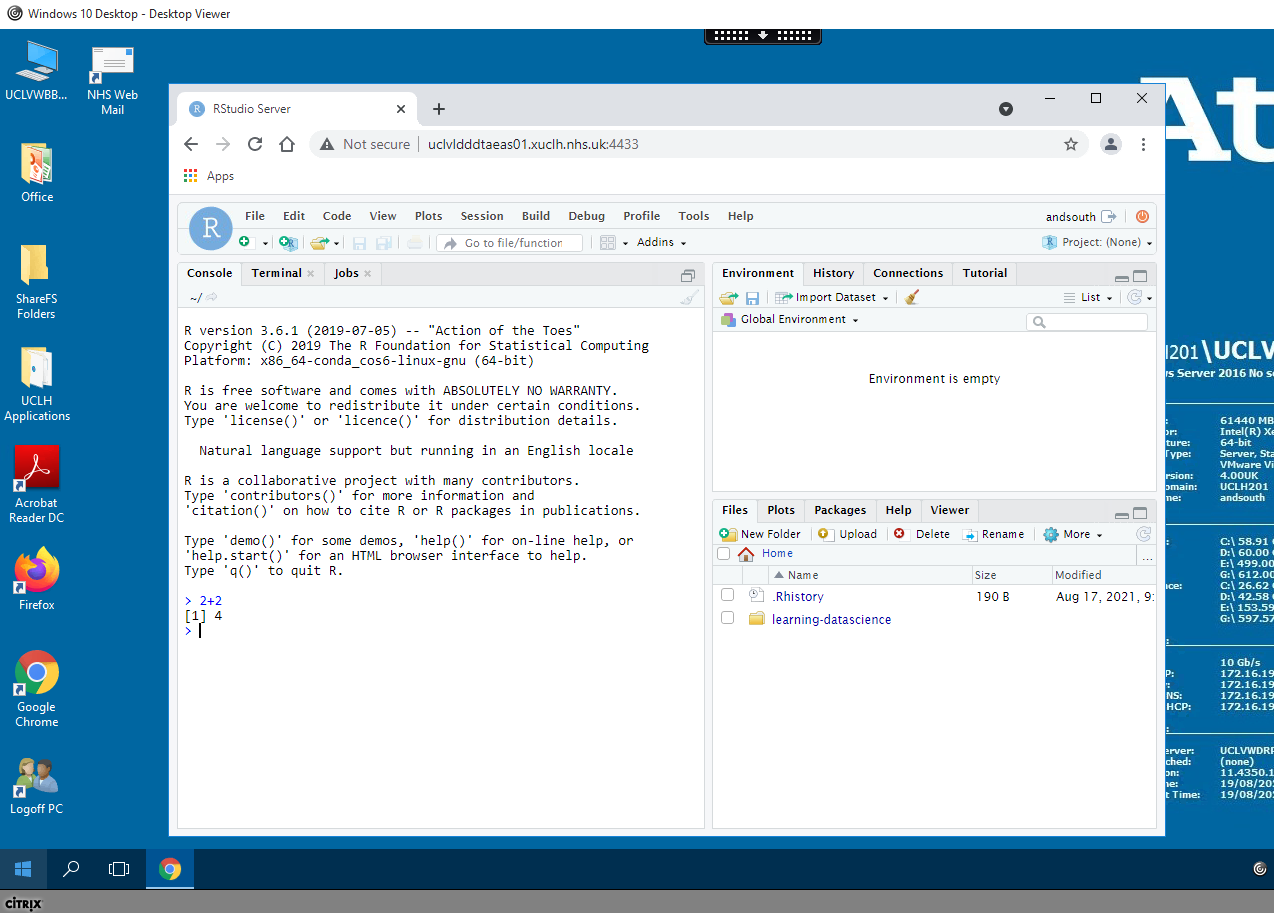 Windows 10 Desktop - Desktop Viewer
UCLVWBB...
NHS Web
Mail
Office
ShareFS
Folders
UCLH
Applications
Acrobat
Reader DC
Firefox
Google
Chrome
Logoff PC
RStudio Server
Not secure
uclvldddtaeas01.xuclh.nhs.uk:4433
Apps
R
File Edit Code View Plots Session Build Debug Profile Tools Help
andsouth
Go to file/function
Addins
Project: (None)
Console Terminal Jobs
~/
R version 3.6.1 (2019-07-05) -- "Action of the Toes"
Copyright (C) 2019 The R Foundation for Statistical Computing
Platform: x86_64-conda_cos6-linux-gnu (64-bit)
R is free software and comes with ABSOLUTELY NO WARRANTY.
You are welcome to redistribute it under certain conditions.
Type 'license()' or 'licence()' for distribution details.
Natural language support but running in an English locale
R is a collaborative project with many contributors.
Type 'contributors()' for more information and
'citation()' on how to cite R or R packages in publications.
Type 'demo()' for some demos, 'help()' for on-line help, or
'help.start()' for an HTML browser interface to help.
Type 'q()' to quit R.
> 2+2
[1] 4
>
Environment History Connections Tutorial
Import Dataset
List
Global Environment
Environment is empty
Files Plots Packages Help Viewer
New Folder Upload Delete Rename More
Home
...
Name Size Modified
.Rhistory 190 B Aug 17, 2021, 9:
learning-datascience
At
H201\UCLV
vs Server 2016 No se
61440 MB
Intel(R) Xe
64-bit
Server, Sta
VMware Vi
4.00UK
UCLH201
andsouth
C:\ 58.91 G
D:\ 60.00 G
E:\ 499.00
G:\ 612.00
C:\ 26.62 G
D:\ 42.58 G
E:\ 153.59
G:\ 597.57
10 Gb/s
172.16.19
172.16.19
NS: 172.16.19
HCP: 172.16.19
erver: UCLVWDRP
ched: (none)
on: 11.4350.1
me: 19/08/20
t Time: 19/08/20
CITRIX